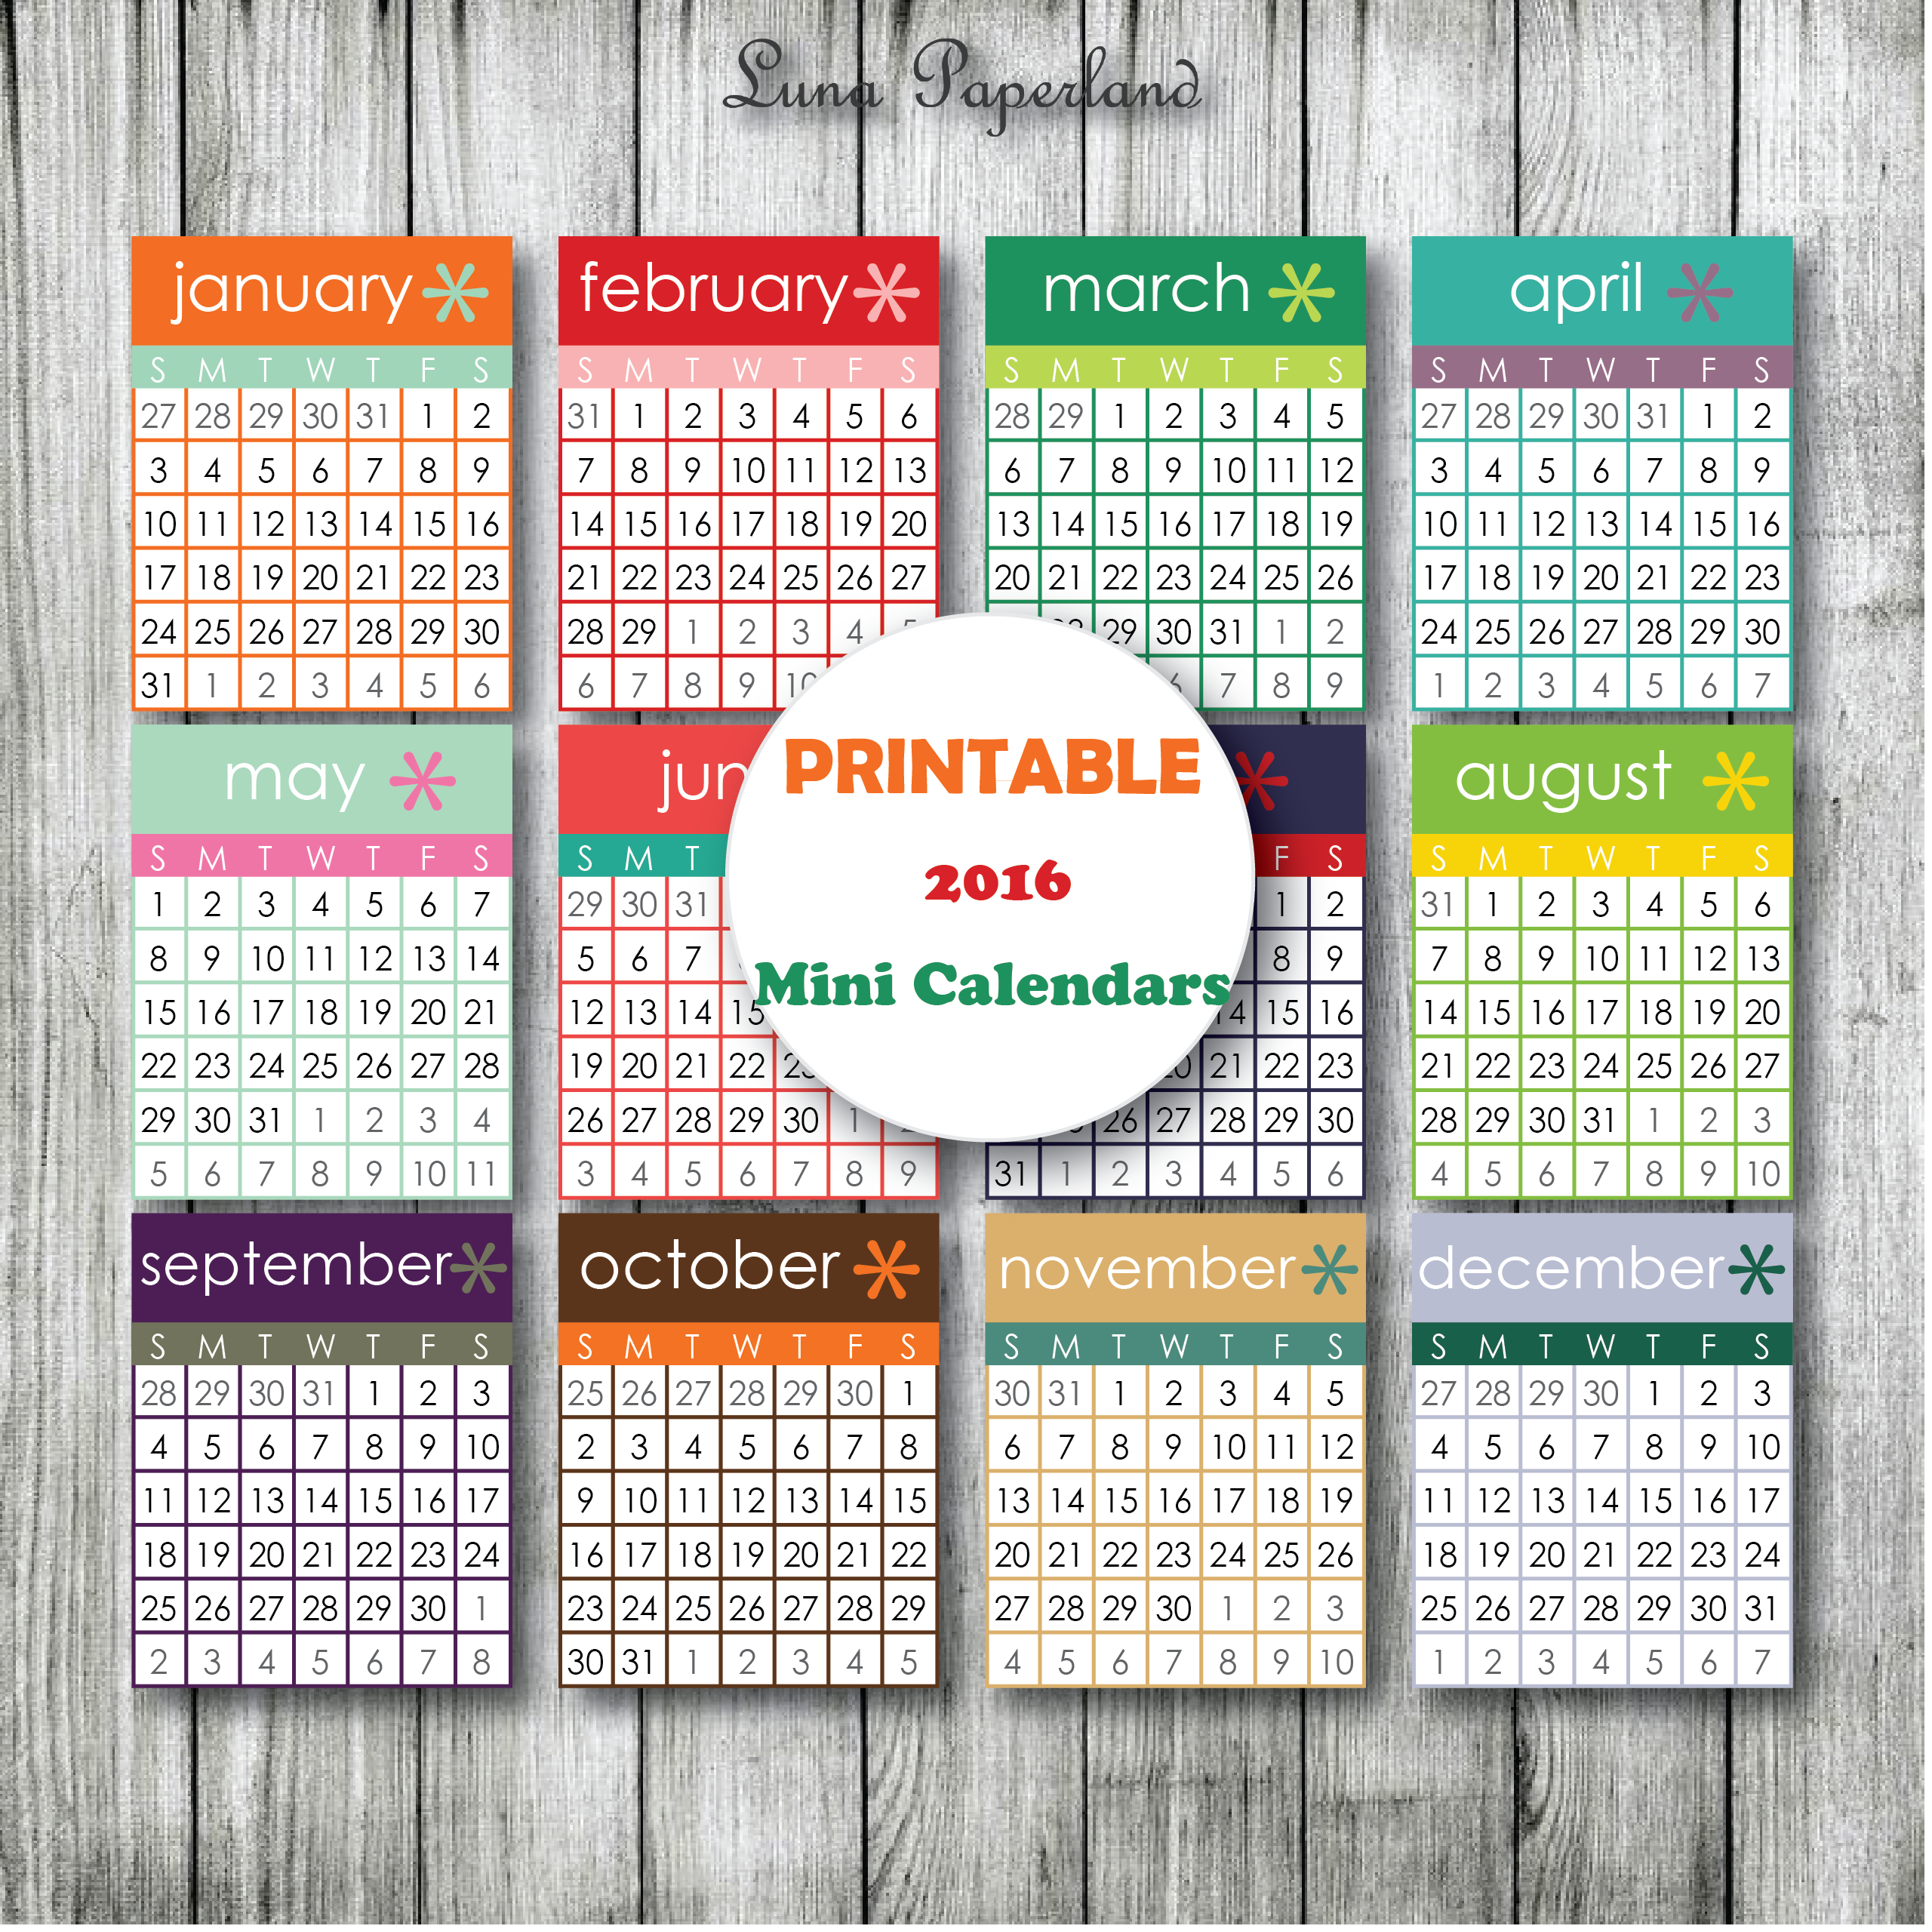 Luna Paperland
january
S M T W T F S
27 28 29 30 31 1 2
3 4 5 6 7 8 9
10 11 12 13 14 15 16
17 18 19 20 21 22 23
24 25 26 27 28 29 30
31 1 2 3 4 5 6
february
S M T W T F S
31 1 2 3 4 5 6
7 8 9 10 11 12 13
14 15 16 17 18 19 20
21 22 23 24 25 26 27
28 29 1 2 3 4
6 7 8 9 10
march
S M T W T F S
28 29 1 2 3 4 5
6 7 8 9 10 11 12
13 14 15 16 17 18 19
20 21 22 23 24 25 26
29 30 31 1 2
7 8 9
april
S M T W T F S
27 28 29 30 31 1 2
3 4 5 6 7 8 9
10 11 12 13 14 15 16
17 18 19 20 21 22 23
24 25 26 27 28 29 30
1 2 3 4 5 6 7
PRINTABLE
2016
Mini Calendars
may
S M T W T F S
1 2 3 4 5 6 7
8 9 10 11 12 13 14
15 16 17 18 19 20 21
22 23 24 25 26 27 28
29 30 31 1 2 3 4
5 6 7 8 9 10 11
jun
S M T
29 30 31
5 6 7
12 13 14 15
19 20 21 22
26 27 28 29 30 1
3 4 5 6 7 8 9
F S
1 2
8 9
14 15 16
21 22 23
26 27 28 29 30
31 1 2 3 4 5 6
august
S M T W T F S
31 1 2 3 4 5 6
7 8 9 10 11 12 13
14 15 16 17 18 19 20
21 22 23 24 25 26 27
28 29 30 31 1 2 3
4 5 6 7 8 9 10
september
S M T W T F S
28 29 30 31 1 2 3
4 5 6 7 8 9 10
11 12 13 14 15 16 17
18 19 20 21 22 23 24
25 26 27 28 29 30 1
2 3 4 5 6 7 8
october
S M T W T F S
25 26 27 28 29 30 1
2 3 4 5 6 7 8
9 10 11 12 13 14 15
16 17 18 19 20 21 22
23 24 25 26 27 28 29
30 31 1 2 3 4 5
november
S M T W T F S
30 31 1 2 3 4 5
6 7 8 9 10 11 12
13 14 15 16 17 18 19
20 21 22 23 24 25 26
27 28 29 30 1 2 3
4 5 6 7 8 9 10
december
S M T W T F S
27 28 29 30 1 2 3
4 5 6 7 8 9 10
11 12 13 14 15 16 17
18 19 20 21 22 23 24
25 26 27 28 29 30 31
1 2 3 4 5 6 7